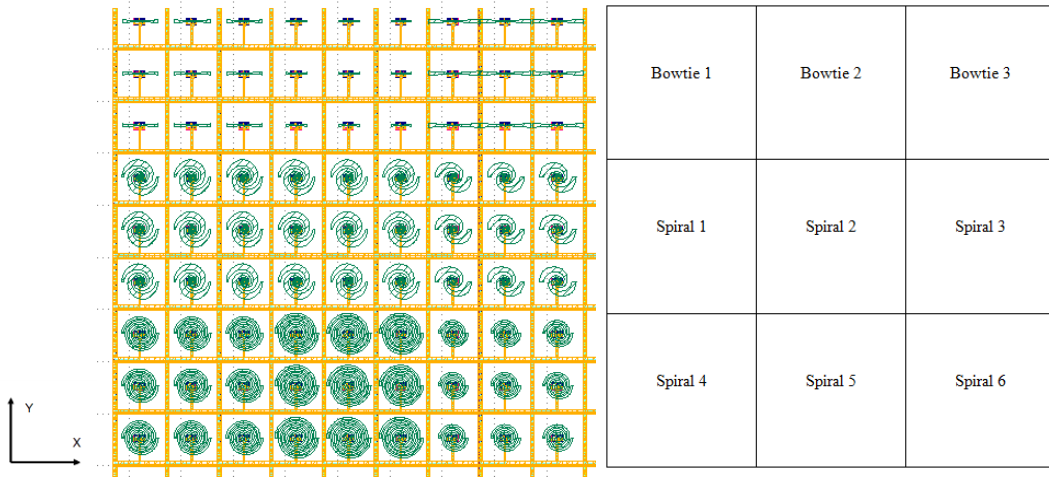 Bowtie 1 Bowtie 2 Bowtie 3
Spiral 1 Spiral 2 Spiral 3
Spiral 4 Spiral 5 Spiral 6
Y
X